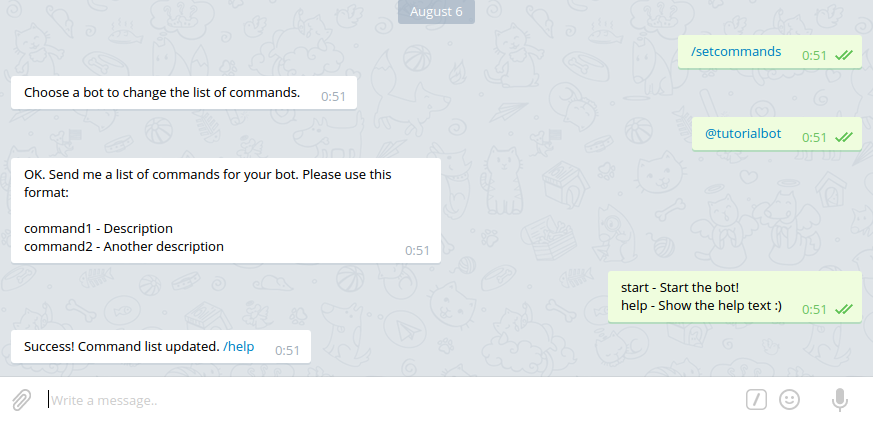 August 6
/setcommands 0:51
Choose a bot to change the list of commands. 0:51
@tutorialbot 0:51
OK. Send me a list of commands for your bot. Please use this
format:
command1 - Description
command2 - Another description 0:51
start - Start the bot!
help - Show the help text :) 0:51
Success! Command list updated. /help 0:51
Write a message..